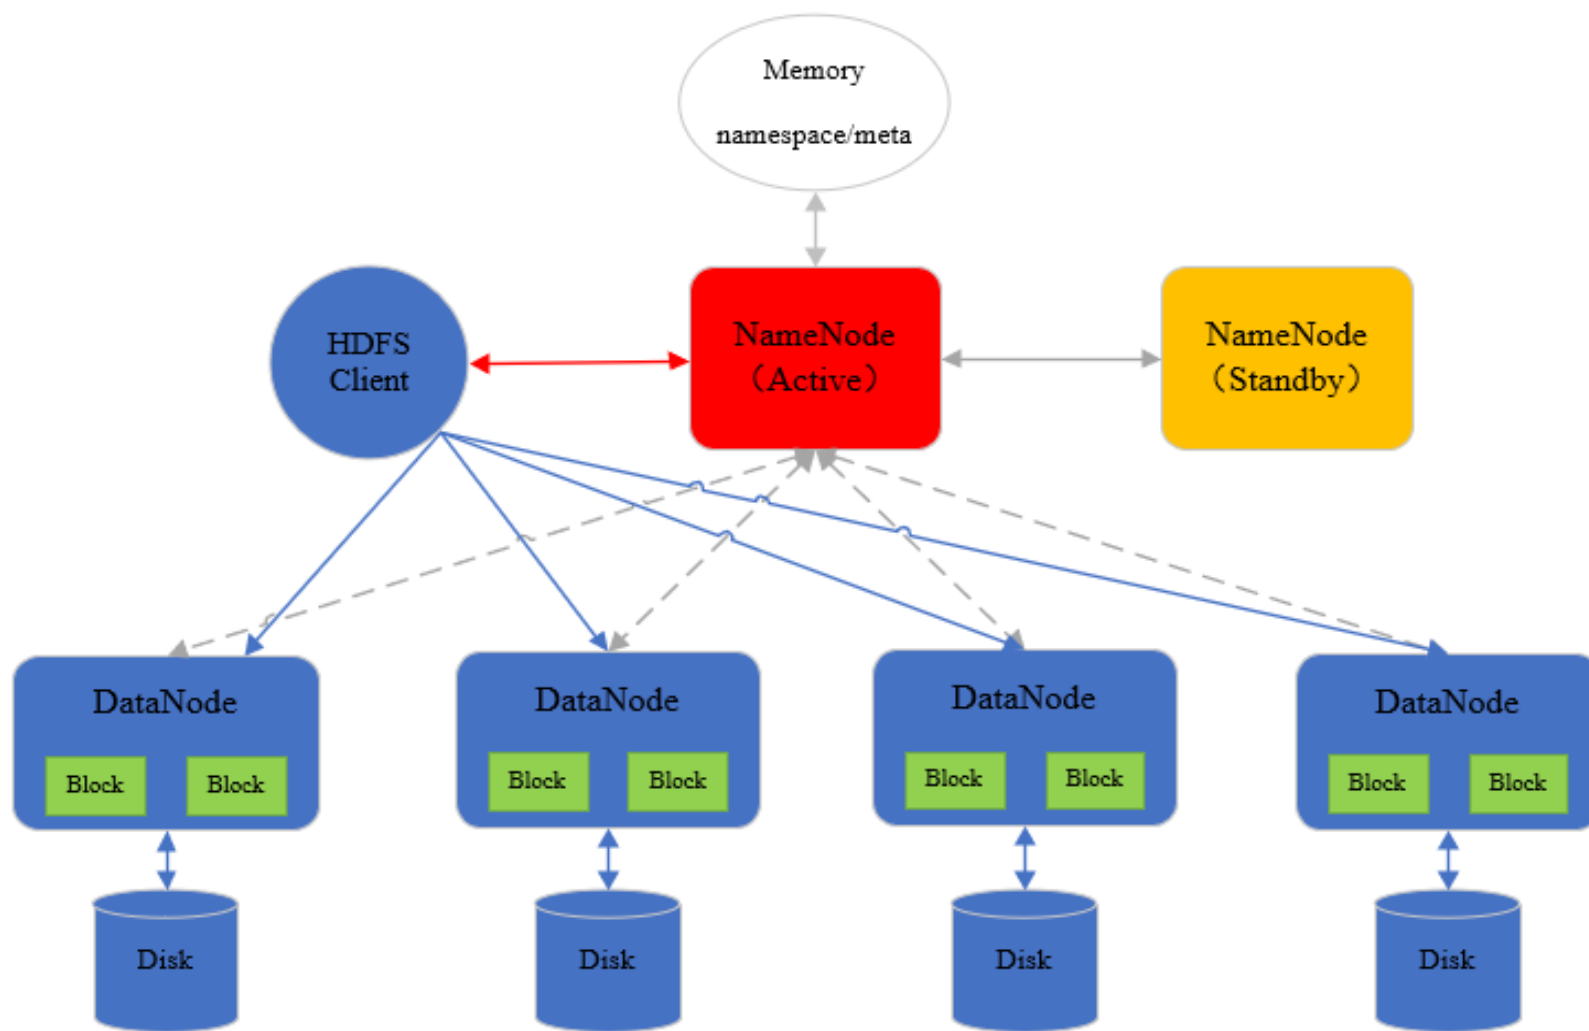 Memory
namespace/meta
HDFS
Client
NameNode
（Active）
NameNode
（Standby）
DataNode
DataNode
DataNode
DataNode
Block
Block
Block
Block
Block
Block
Block
Block
Disk
Disk
Disk
Disk